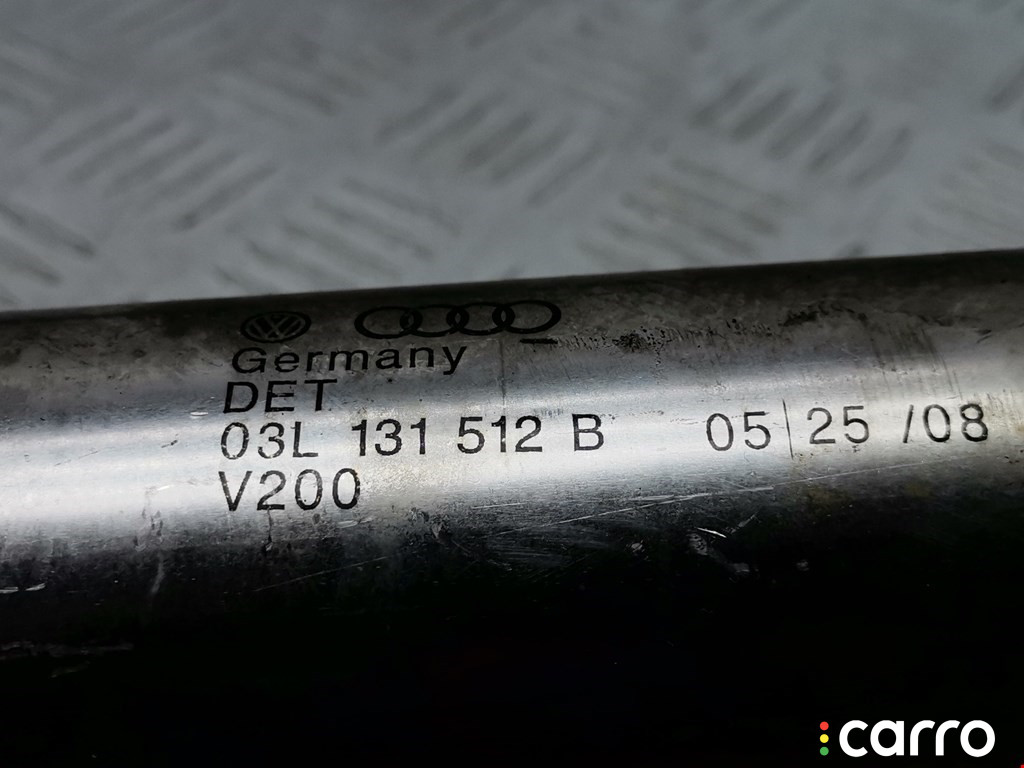 Germany
DET
03L 131 512 B 05|25 /08
V200
carro